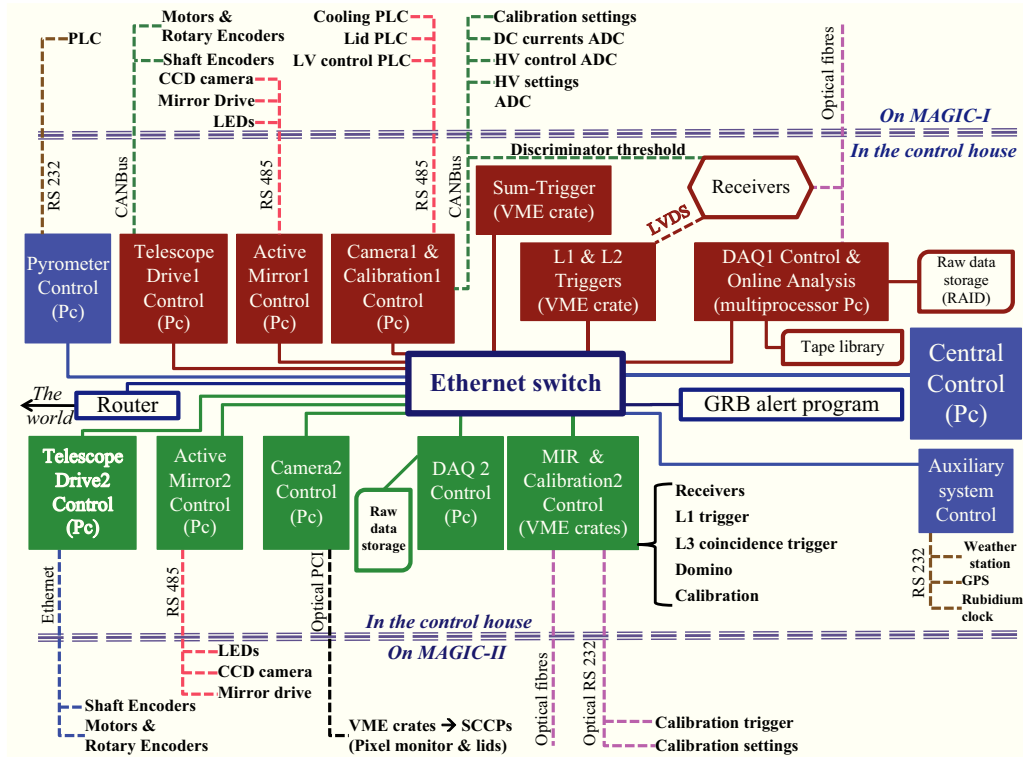 PLC
Motors &
Rotary Encoders
Shaft Encoders
CCD camera
Mirror Drive
LEDs
Cooling PLC
Lid PLC
LV control PLC
Calibration settings
DC currents ADC
HV control ADC
HV settings
ADC
Optical fibres
On MAGIC-I
In the control house
RS 232
CANBus
RS 485
RS 485
CANBus
Discriminator threshold
Receivers
LVDS
Sum-Trigger
(VME crate)
Pyrometer
Control
(Pc)
Telescope
Drive1
Control
(Pc)
Active
Mirror1
Control
(Pc)
Camera1 &
Calibration1
Control
(Pc)
L1 & L2
Triggers
(VME crate)
DAQ1 Control &
Online Analysis
(multiprocessor Pc)
Raw data
storage
(RAID)
Tape library
Ethernet switch
Central
Control
(Pc)
The
world
Router
GRB alert program
Telescope
Drive2
Control
(Pc)
Active
Mirror2
Control
(Pc)
Camera2
Control
(Pc)
Raw
data
storage
DAQ 2
Control
(Pc)
MIR &
Calibration2
Control
(VME crates)
Receivers
L1 trigger
L3 coincidence trigger
Domino
Calibration
Auxiliary
system
Control
RS 232
Weather
station
GPS
Rubidium
clock
Ethernet
RS 485
Optical PCI
In the control house
On MAGIC-II
LEDs
CCD camera
Mirror drive
Shaft Encoders
Motors &
Rotary Encoders
VME crates → SCCPs
(Pixel monitor & lids)
Optical fibres
Optical RS 232
Calibration trigger
Calibration settings